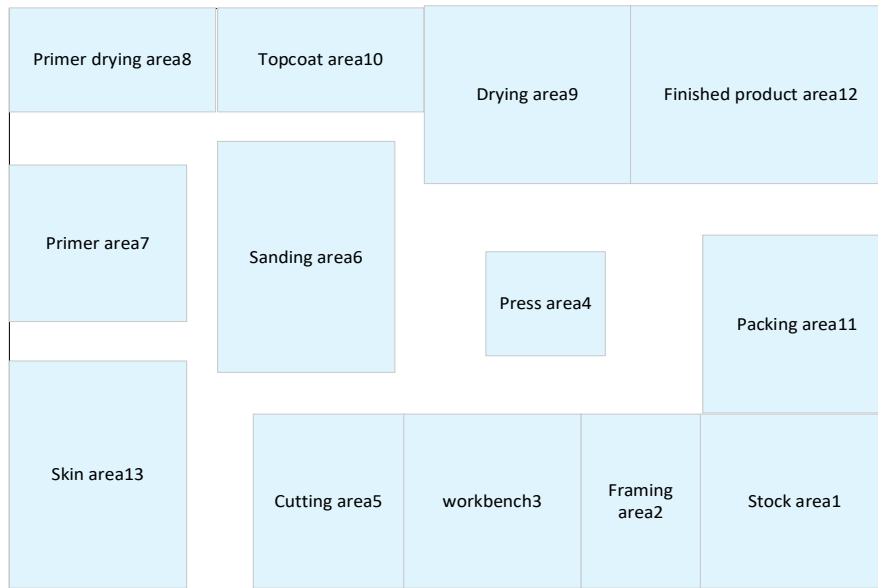 Primer drying area8
Topcoat area10
Drying area9
Finished product area12
Primer area7
Sanding area6
Press area4
Packing area11
Skin area13
Cutting area5
workbench3
Framing
area2
Stock area1